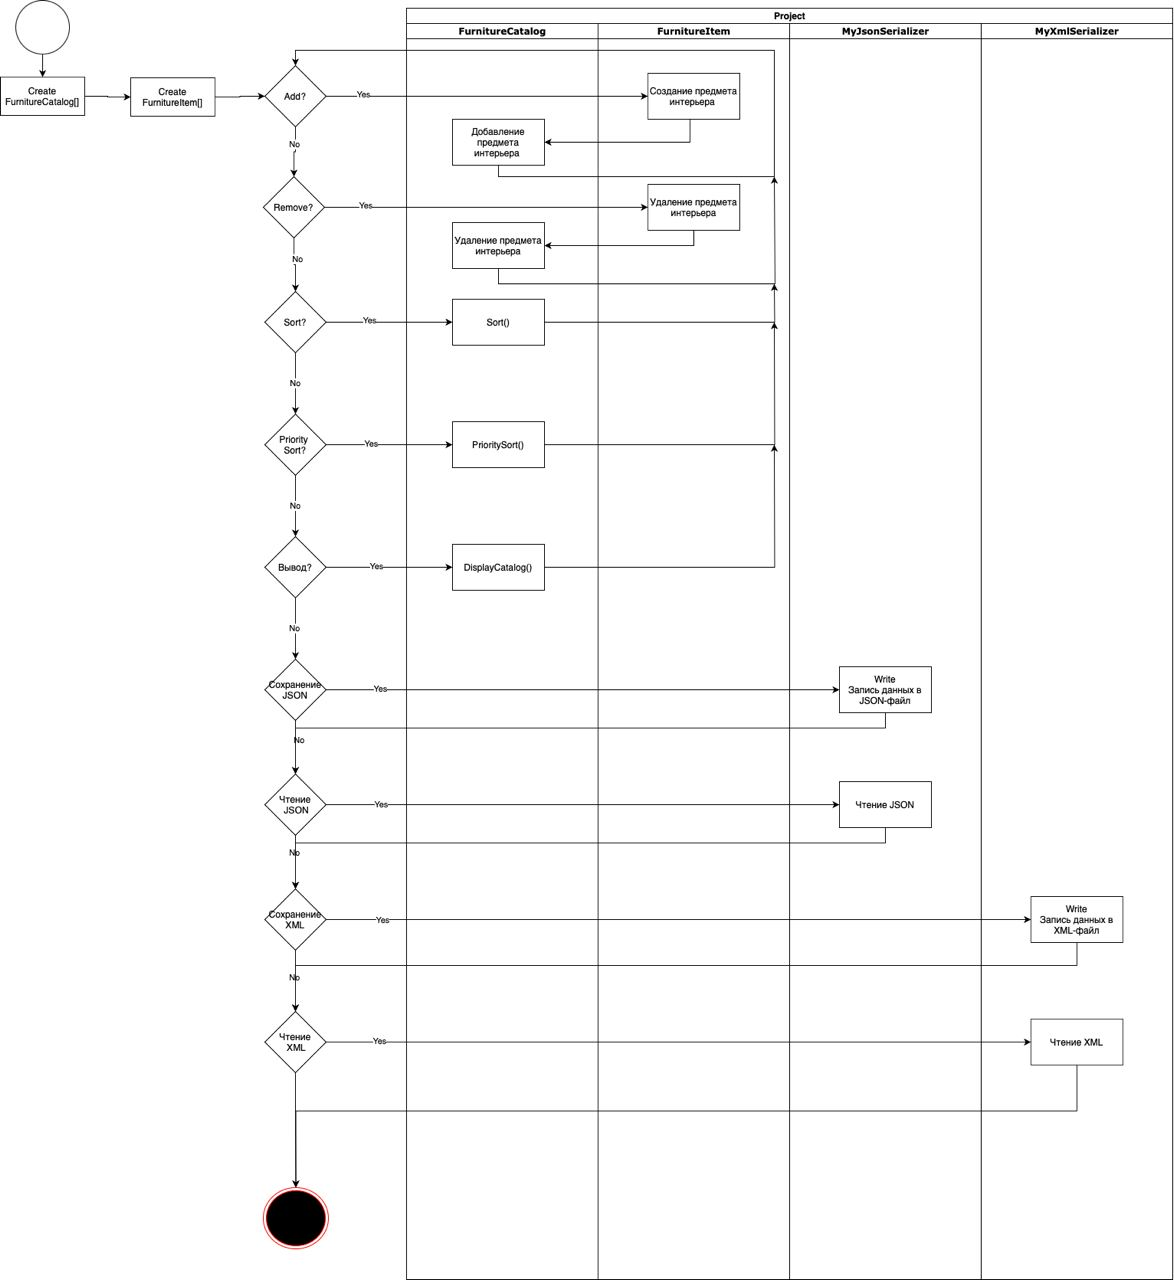 Project
FurnitureCatalog
FurnitureItem
MyJsonSerializer
MyXmlSerializer
Create
FurnitureCatalog[]
Create
FurnitureItem[]
Add?
Yes
Создание предмета
интерьера
Добавление
предмета
интерьера
No
Remove?
Yes
Удаление предмета
интерьера
Удаление предмета
интерьера
No
Sort?
Yes
Sort()
No
Priority
Sort?
Yes
PrioritySort()
No
Вывод?
Yes
DisplayCatalog()
No
Сохранение
JSON
Yes
Write
Запись данных в
JSON-файл
No
Чтение
JSON
Yes
Чтение JSON
No
Сохранение
XML
Yes
Write
Запись данных в
XML-файл
No
Чтение
XML
Yes
Чтение XML